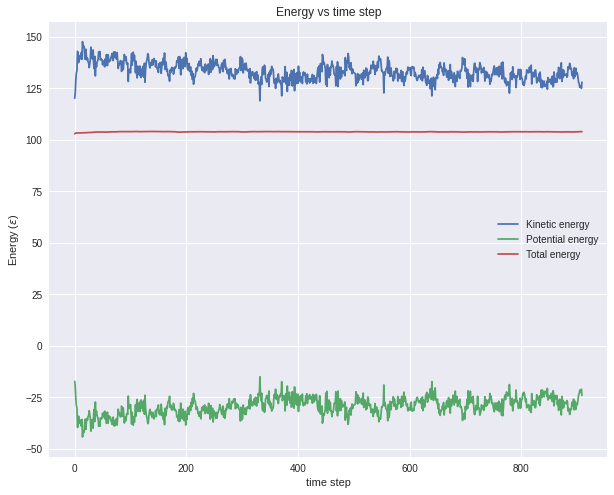 Energy vs time step
150
125
100
75
50
25
0
−25
−50
Energy (ε)
Kinetic energy
Potential energy
Total energy
0 200 400 600 800
time step